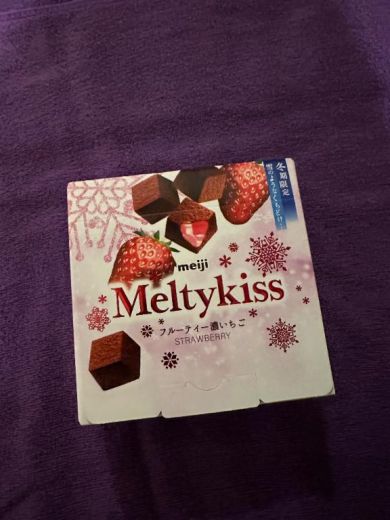 冬期限定
雪のようなくちどけ!
meiji
Meltykiss
フルーティー濃いちご
STRAWBERRY